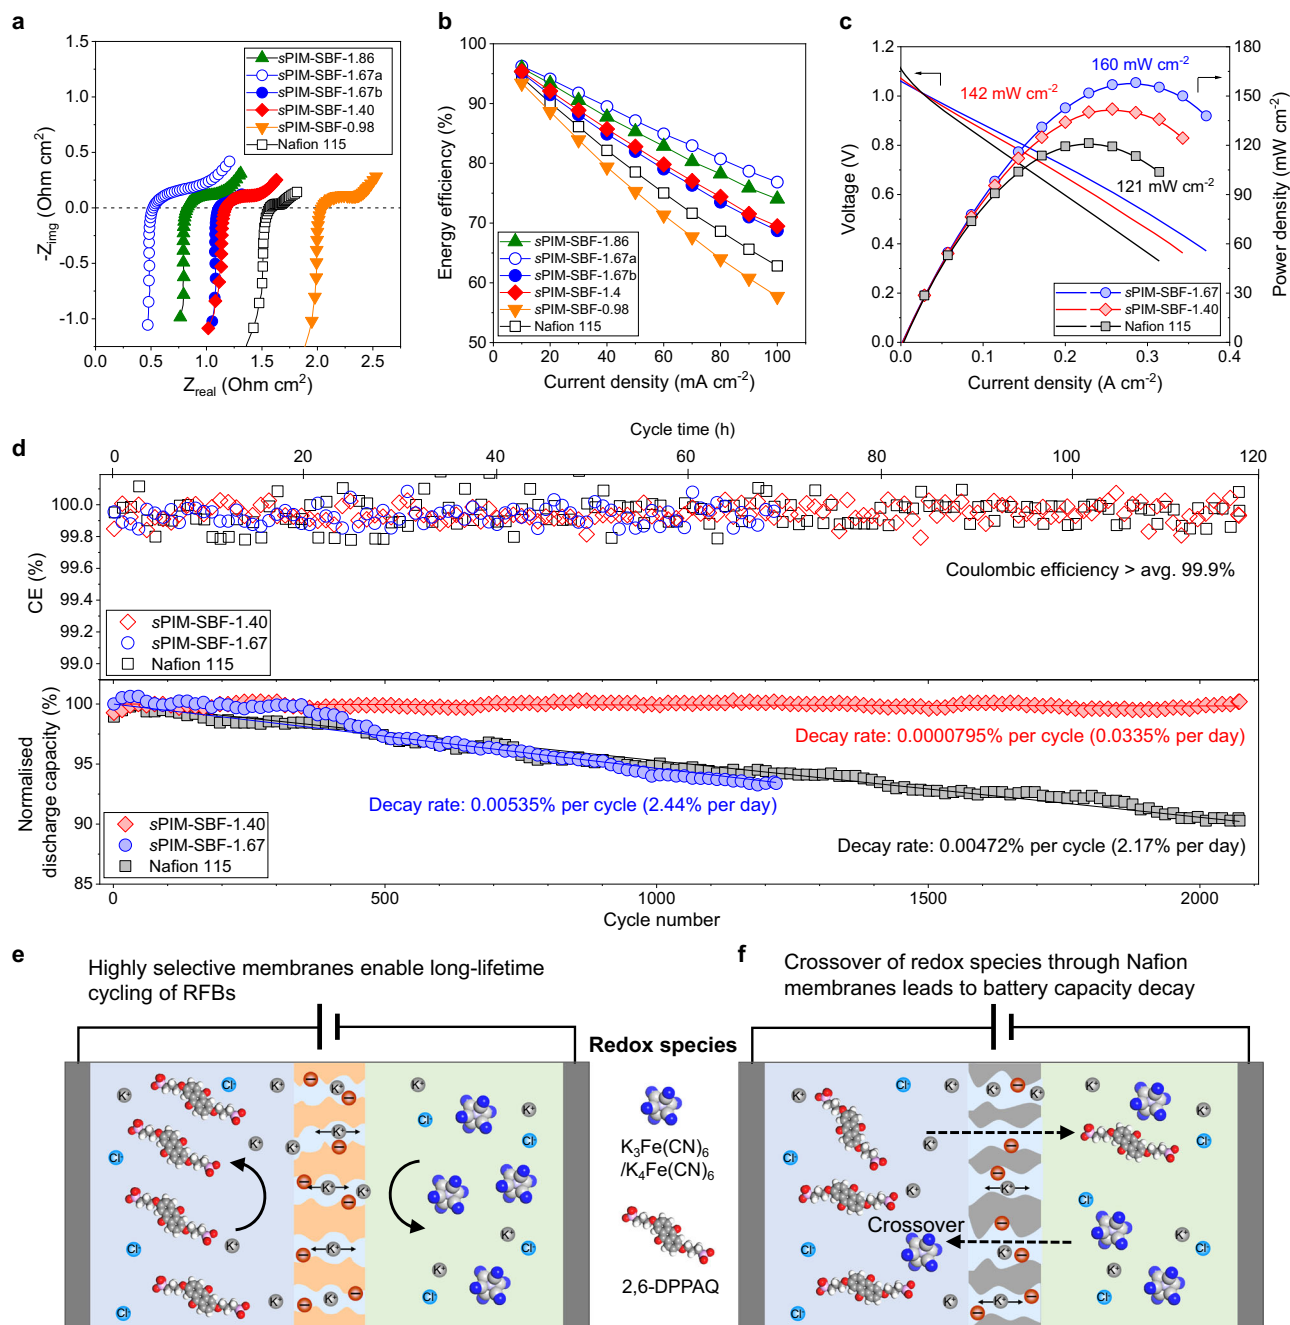 a
1.5
1.0
0.5
0.0
-0.5
-1.0
-Z_img (Ohm cm²)
0.0 0.5 1.0 1.5 2.0 2.5
Z_real (Ohm cm²)
sPIM-SBF-1.86
sPIM-SBF-1.67a
sPIM-SBF-1.67b
sPIM-SBF-1.40
sPIM-SBF-0.98
Nafion 115
b
100
90
80
70
60
50
Energy efficiency (%)
0 20 40 60 80 100
Current density (mA cm⁻²)
sPIM-SBF-1.86
sPIM-SBF-1.67a
sPIM-SBF-1.67b
sPIM-SBF-1.4
sPIM-SBF-0.98
Nafion 115
c
1.2
1.0
0.8
0.6
0.4
0.2
0.0
Voltage (V)
160 mW cm⁻²
142 mW cm⁻²
121 mW cm⁻²
180
150
120
90
60
30
0
Power density (mW cm⁻²)
sPIM-SBF-1.67
sPIM-SBF-1.40
Nafion 115
0.0 0.1 0.2 0.3 0.4
Current density (A cm⁻²)
d
Cycle time (h)
0 20 40 60 80 100 120
100.0
99.8
99.6
99.4
99.2
99.0
CE (%)
Coulombic efficiency > avg. 99.9%
sPIM-SBF-1.40
sPIM-SBF-1.67
Nafion 115
100
95
90
85
Normalised
discharge capacity (%)
Decay rate: 0.0000795% per cycle (0.0335% per day)
Decay rate: 0.00535% per cycle (2.44% per day)
Decay rate: 0.00472% per cycle (2.17% per day)
sPIM-SBF-1.40
sPIM-SBF-1.67
Nafion 115
0 500 1000 1500 2000
Cycle number
e
Highly selective membranes enable long-lifetime
cycling of RFBs
K⁺
Cl⁻
Redox species
K₃Fe(CN)₆
/K₄Fe(CN)₆
2,6-DPPAQ
f
Crossover of redox species through Nafion
membranes leads to battery capacity decay
K⁺
Cl⁻
Crossover